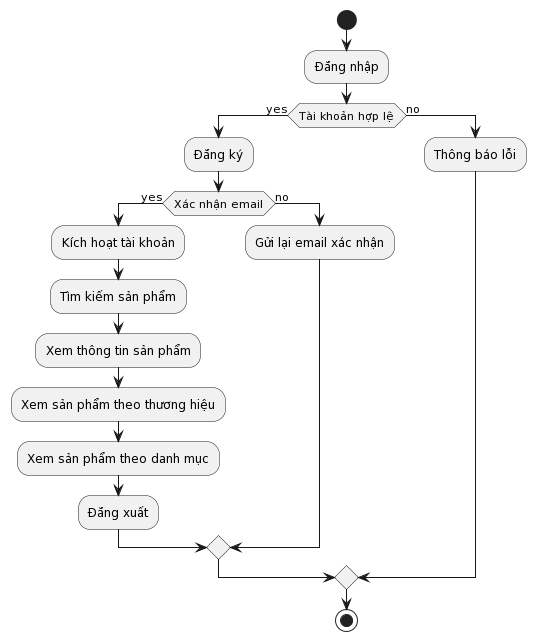 Đăng nhập
yes
Tài khoản hợp lệ
no
Đăng ký
Thông báo lỗi
yes
Xác nhận email
no
Kích hoạt tài khoản
Gửi lại email xác nhận
Tìm kiếm sản phẩm
Xem thông tin sản phẩm
Xem sản phẩm theo thương hiệu
Xem sản phẩm theo danh mục
Đăng xuất